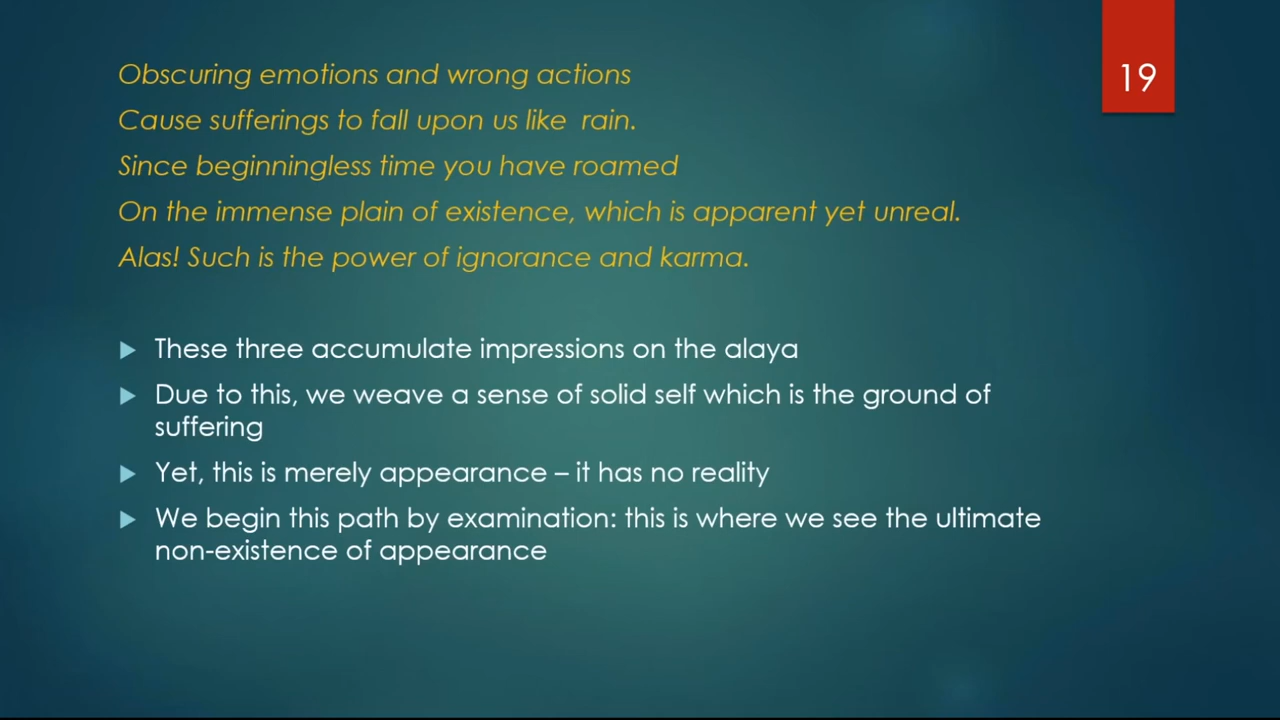 19
Obscuring emotions and wrong actions
Cause sufferings to fall upon us like  rain.
Since beginningless time you have roamed
On the immense plain of existence, which is apparent yet unreal.
Alas! Such is the power of ignorance and karma.
These three accumulate impressions on the alaya
Due to this, we weave a sense of solid self which is the ground of
suffering
Yet, this is merely appearance – it has no reality
We begin this path by examination: this is where we see the ultimate
non-existence of appearance